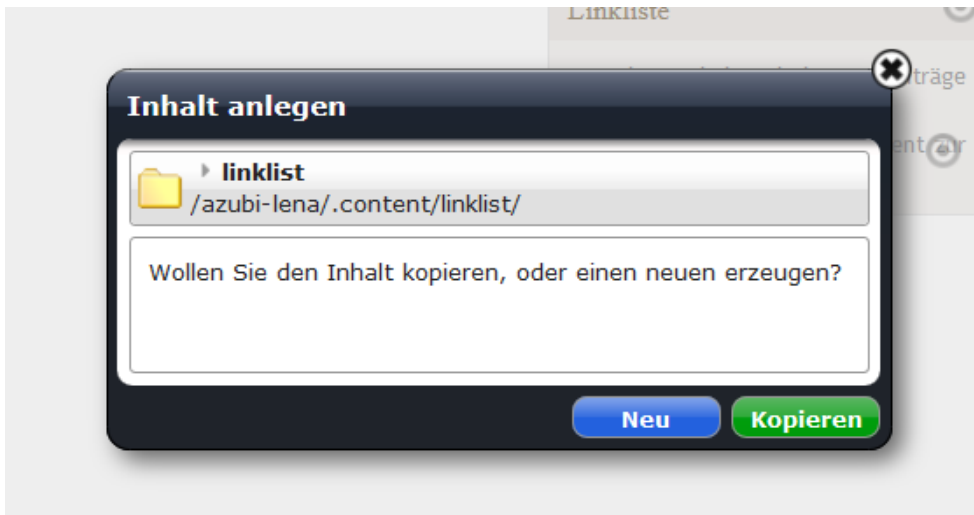 Linkliste
träge
ent zur
Inhalt anlegen
linklist
/azubi-lena/.content/linklist/
Wollen Sie den Inhalt kopieren, oder einen neuen erzeugen?
Neu
Kopieren